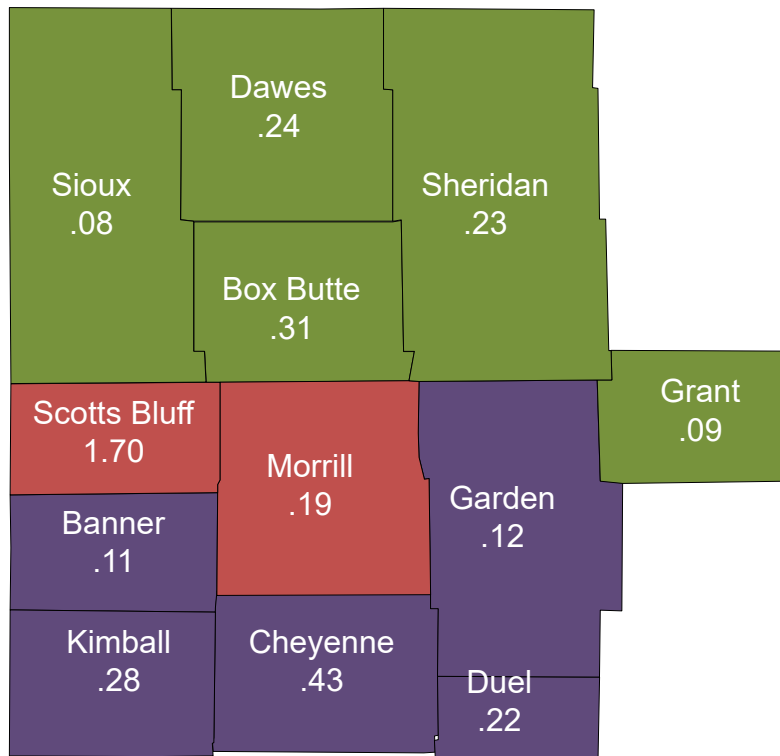 Dawes
.24
Sioux
.08
Sheridan
.23
Box Butte
.31
Grant
.09
Scotts Bluff
1.70
Morrill
.19
Garden
.12
Banner
.11
Kimball
.28
Cheyenne
.43
Duel
.22